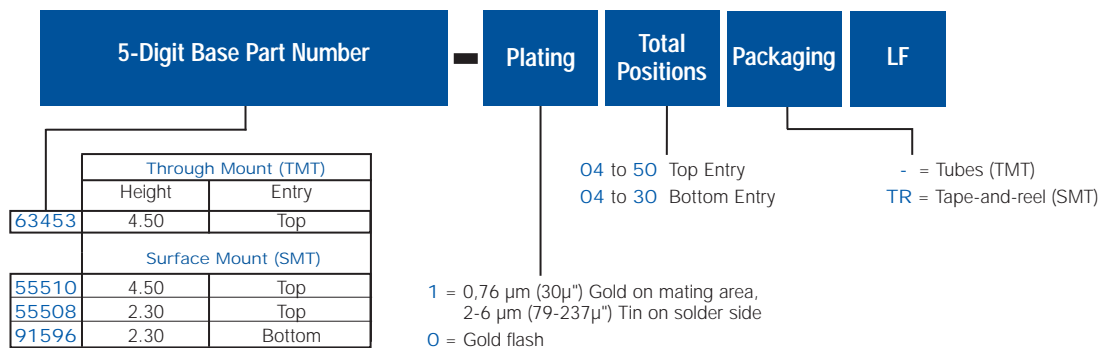 5-Digit Base Part Number - Plating Total Positions Packaging LF
Through Mount (TMT)
Height Entry
63453 4.50 Top
Surface Mount (SMT)
55510 4.50 Top
55508 2.30 Top
91596 2.30 Bottom
1 = 0,76 µm (30µ") Gold on mating area,
2-6 µm (79-237µ") Tin on solder side
0 = Gold flash
04 to 50 Top Entry
04 to 30 Bottom Entry
- = Tubes (TMT)
TR = Tape-and-reel (SMT)